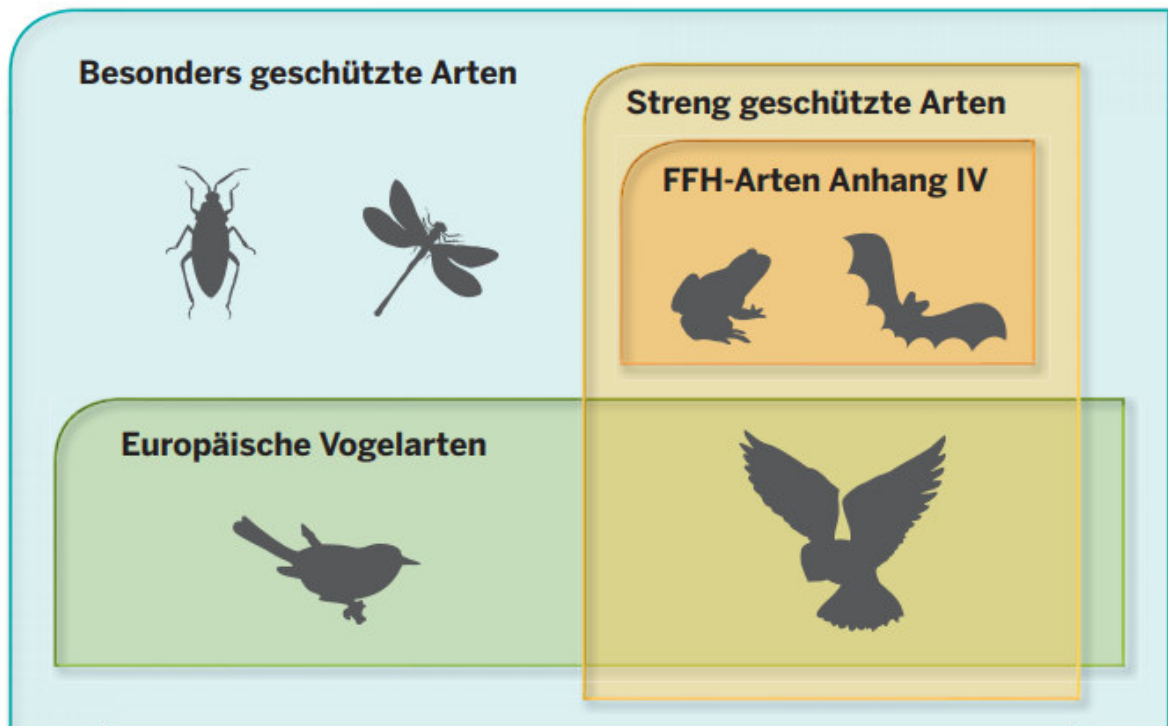 Besonders geschützte Arten
Streng geschützte Arten
FFH-Arten Anhang IV
Europäische Vogelarten